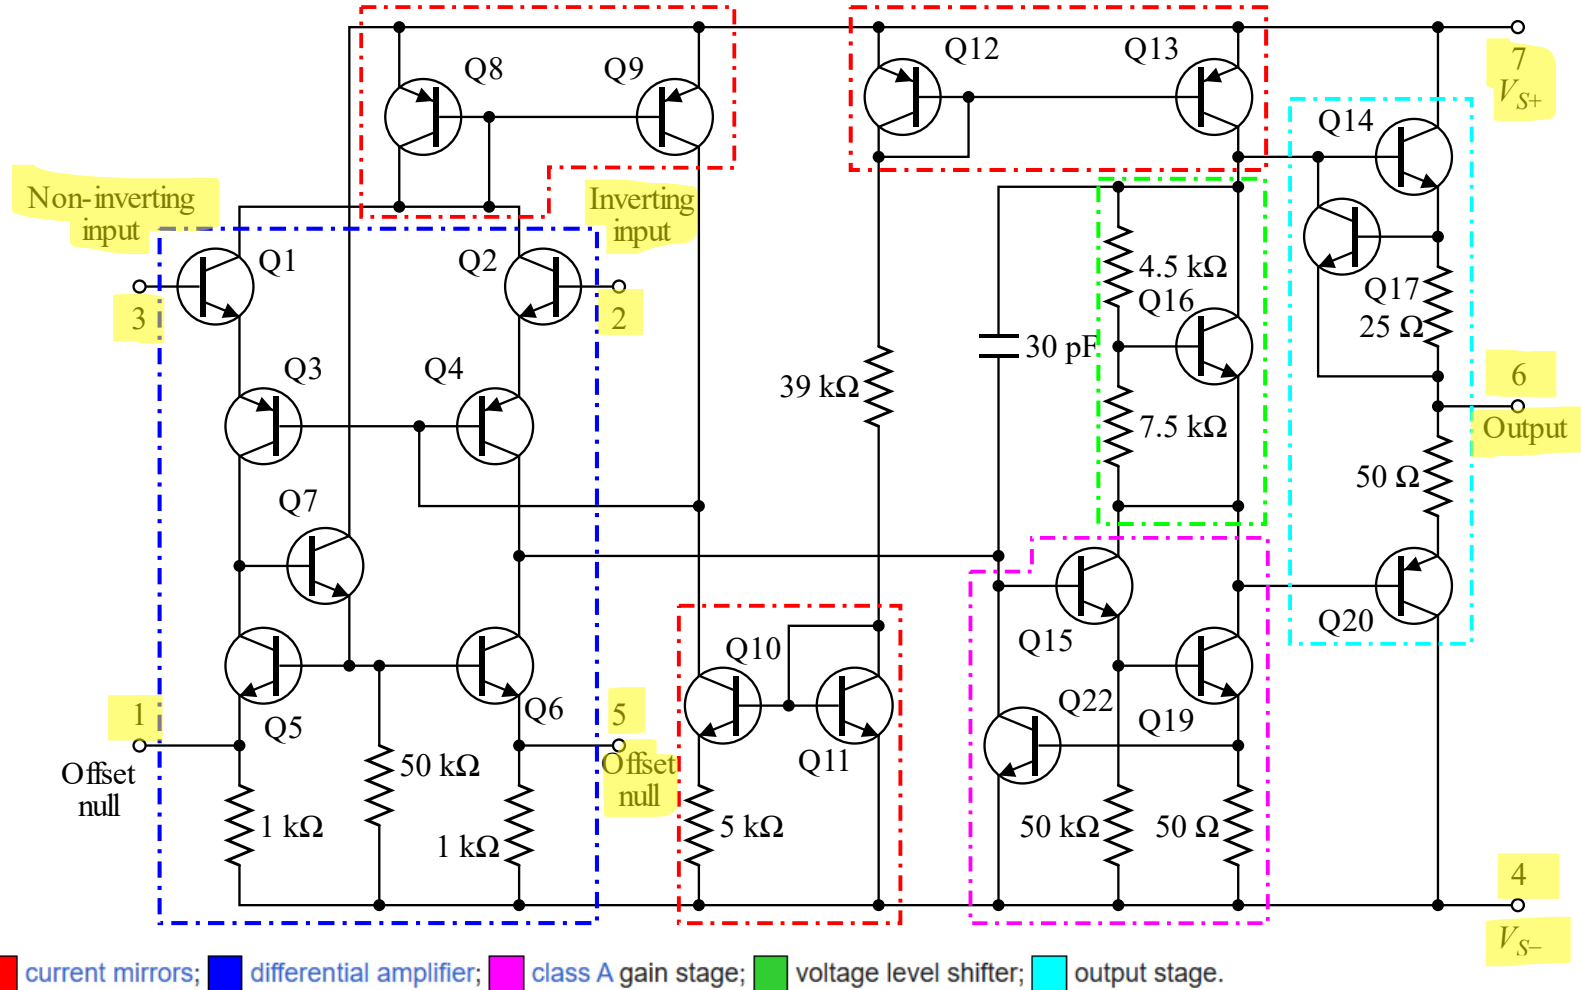 Q8
Q9
Q12
Q13
7
V_S+
Q14
Non-inverting
input
Inverting
input
Q1
Q2
4.5 kΩ
Q16
Q17
25 Ω
3
2
30 pF
Q3
Q4
39 kΩ
7.5 kΩ
6
Output
50 Ω
Q7
Q15
Q20
Q10
Q22
Q19
1
Q5
Q6
5
Offset
null
Offset
null
Q11
50 kΩ
1 kΩ
1 kΩ
5 kΩ
50 kΩ
50 Ω
4
V_S−
current mirrors; differential amplifier; class A gain stage; voltage level shifter; output stage.